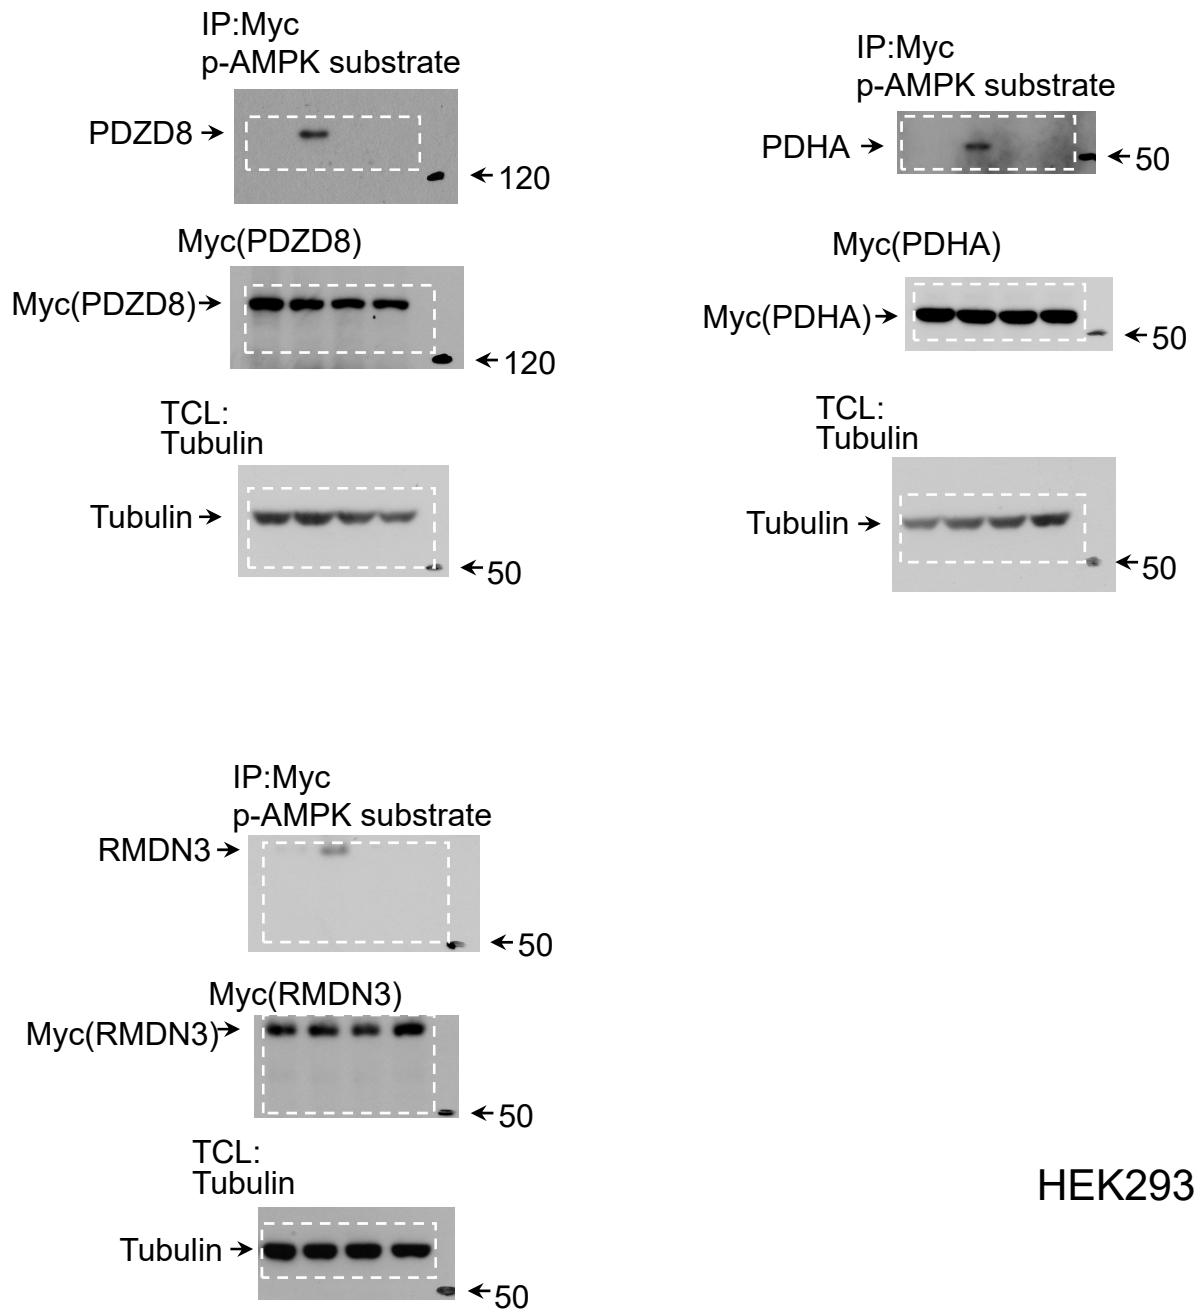 IP:Myc
p-AMPK substrate
PDZD8
120
Myc(PDZD8)
Myc(PDZD8)
120
TCL:
Tubulin
Tubulin
50
IP:Myc
p-AMPK substrate
PDHA
50
Myc(PDHA)
Myc(PDHA)
50
TCL:
Tubulin
Tubulin
50
IP:Myc
p-AMPK substrate
RMDN3
50
Myc(RMDN3)
Myc(RMDN3)
50
TCL:
Tubulin
Tubulin
50
HEK293